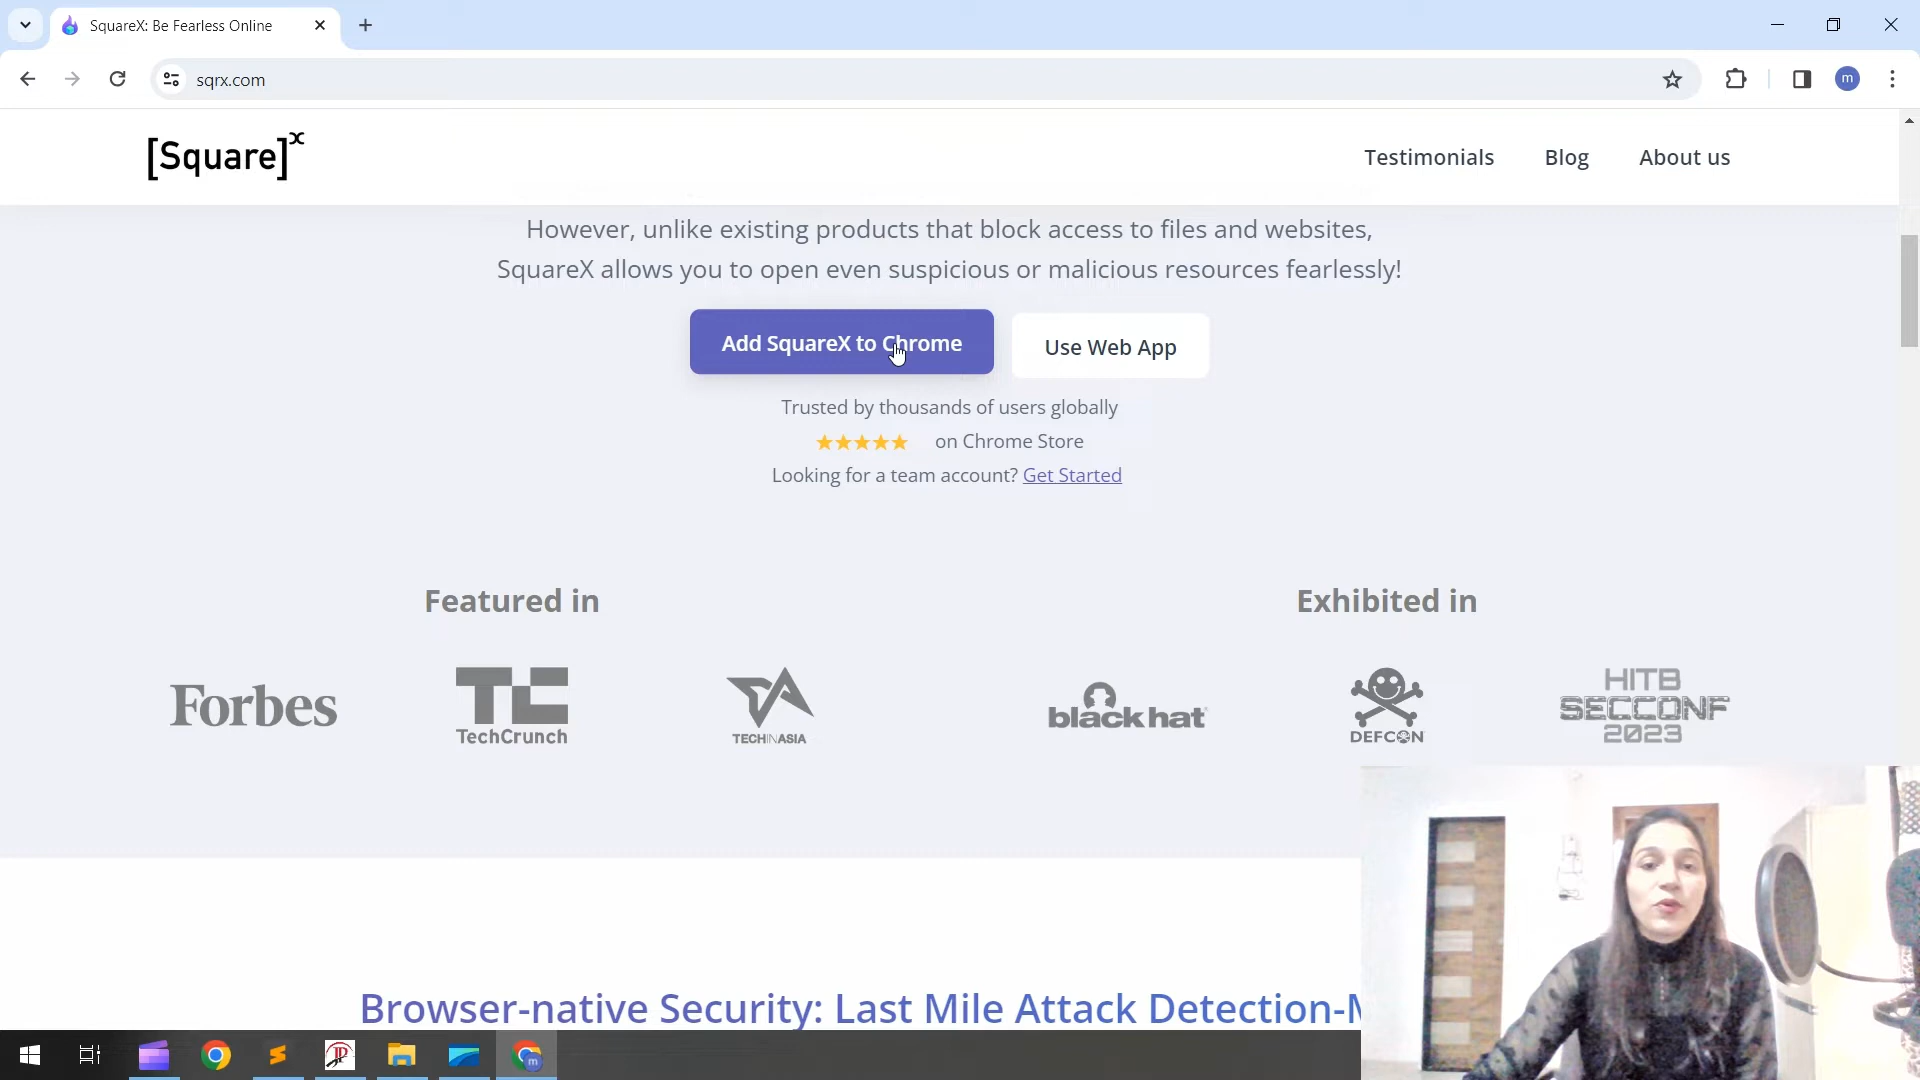 SquareX: Be Fearless Online
sqrx.com
m
[Square]x
Testimonials
Blog
About us
However, unlike existing products that block access to files and websites,
SquareX allows you to open even suspicious or malicious resources fearlessly!
Add SquareX to Chrome
Use Web App
Trusted by thousands of users globally
on Chrome Store
Looking for a team account? Get Started
Featured in
Exhibited in
Forbes
TechCrunch
TECHINASIA
black hat
DEFCON
HITB
SECCONF
2023
Browser-native Security: Last Mile Attack Detection-